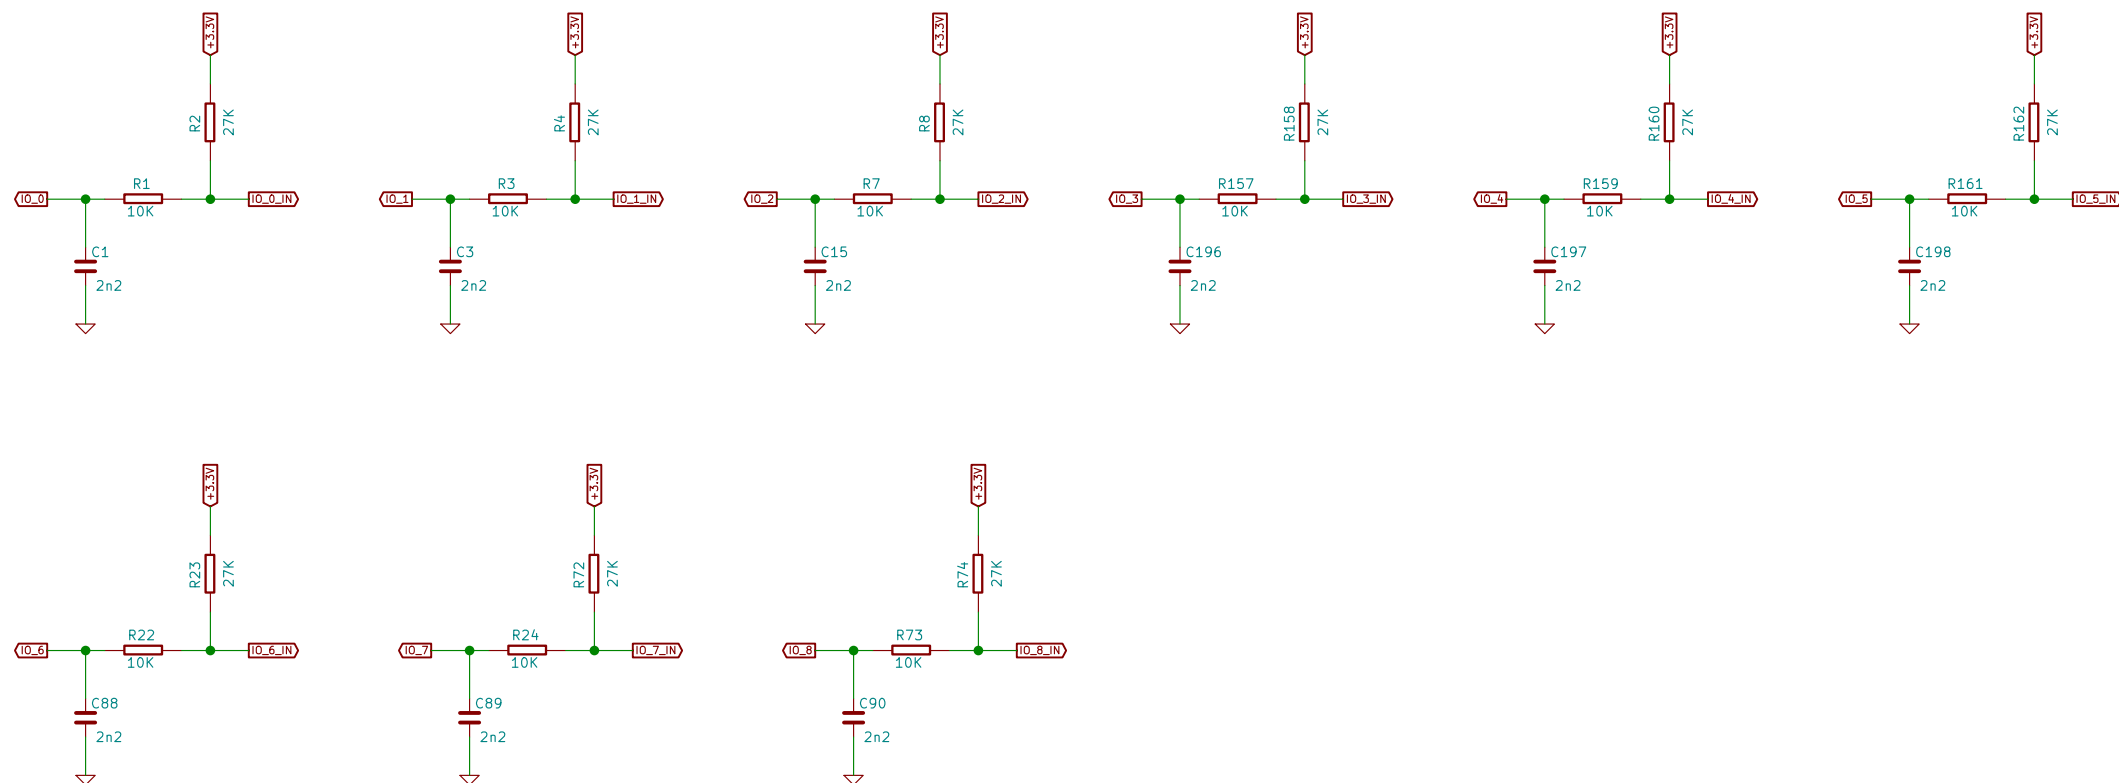 +3.3V
R2
27K
IO_0
R1
10K
IO_0_IN
C1
2n2
+3.3V
R4
27K
IO_1
R3
10K
IO_1_IN
C3
2n2
+3.3V
R8
27K
IO_2
R7
10K
IO_2_IN
C15
2n2
+3.3V
R158
27K
IO_3
R157
10K
IO_3_IN
C196
2n2
+3.3V
R160
27K
IO_4
R159
10K
IO_4_IN
C197
2n2
+3.3V
R162
27K
IO_5
R161
10K
IO_5_IN
C198
2n2
+3.3V
R23
27K
IO_6
R22
10K
IO_6_IN
C88
2n2
+3.3V
R72
27K
IO_7
R24
10K
IO_7_IN
C89
2n2
+3.3V
R74
27K
IO_8
R73
10K
IO_8_IN
C90
2n2